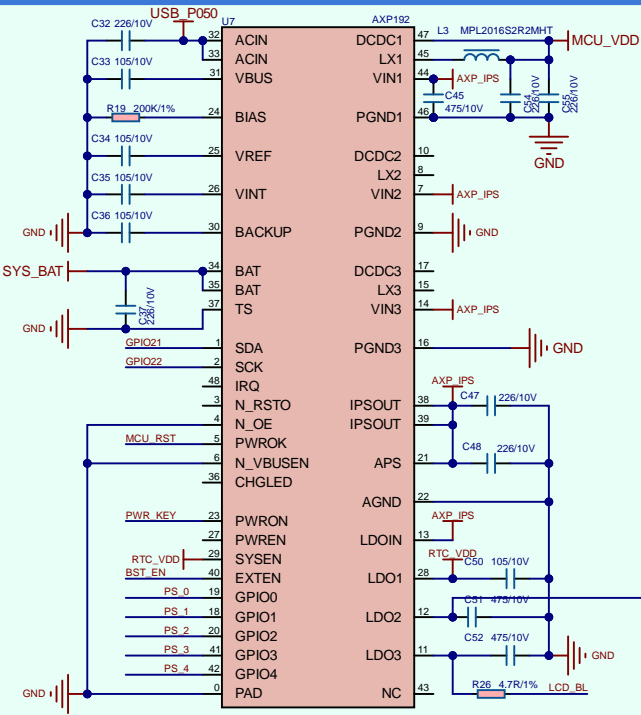 USB_P050
C32 226/10V
U7
AXP192
32 ACIN
33 ACIN
C33 105/10V
31 VBUS
R19 200K/1%
24 BIAS
C34 105/10V
25 VREF
C35 105/10V
26 VINT
C36 105/10V
GND
30 BACKUP
SYS_BAT
34 BAT
35 BAT
C37
226/10V
37 TS
GND
GPIO21
1 SDA
GPIO22
2 SCK
48 IRQ
3 N_RSTO
4 N_OE
MCU_RST
5 PWROK
6 N_VBUSEN
36 CHGLED
PWR_KEY
23 PWRON
27 PWREN
RTC_VDD
29 SYSEN
BST_EN
40 EXTEN
PS_0
19 GPIO0
PS_1
18 GPIO1
PS_2
20 GPIO2
PS_3
41 GPIO3
PS_4
42 GPIO4
GND
0 PAD
DCDC1 47
L3 MPL2016S2R2MHT
MCU_VDD
LX1 45
VIN1 44
AXP_IPS
C45
475/10V
C54
226/10V
C55
226/10V
PGND1 46
GND
DCDC2 10
LX2 8
VIN2 7
AXP_IPS
PGND2 9
GND
DCDC3 17
LX3 15
VIN3 14
AXP_IPS
PGND3 16
GND
AXP_IPS
C47 226/10V
IPSOUT 38
IPSOUT 39
C48 226/10V
APS 21
AGND 22
AXP_IPS
LDOIN 13
RTC_VDD
C50 105/10V
LDO1 28
C51 475/10V
LDO2 12
C52 475/10V
LDO3 11
GND
R26 4.7R/1%
LCD_BL
NC 43